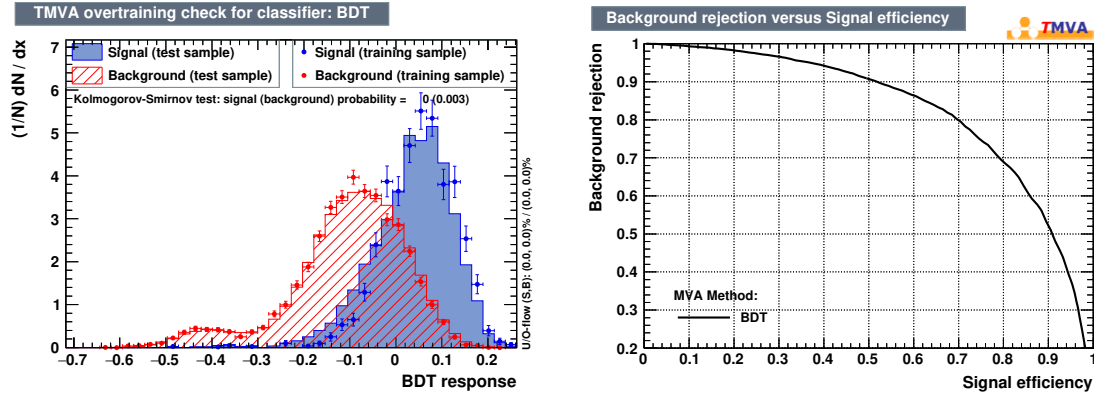 TMVA overtraining check for classifier: BDT
(1/N) dN / dx
7
6
5
4
3
2
1
0
Signal (test sample)
Background (test sample)
Signal (training sample)
Background (training sample)
Kolmogorov-Smirnov test: signal (background) probability = 0 (0.003)
U/O-flow (S,B): (0.0, 0.0)% / (0.0, 0.0)%
−0.7 −0.6 −0.5 −0.4 −0.3 −0.2 −0.1 0 0.1 0.2
BDT response
Background rejection versus Signal efficiency
TMVA
Background rejection
1
0.9
0.8
0.7
0.6
0.5
0.4
0.3
0.2
MVA Method:
BDT
0 0.1 0.2 0.3 0.4 0.5 0.6 0.7 0.8 0.9 1
Signal efficiency